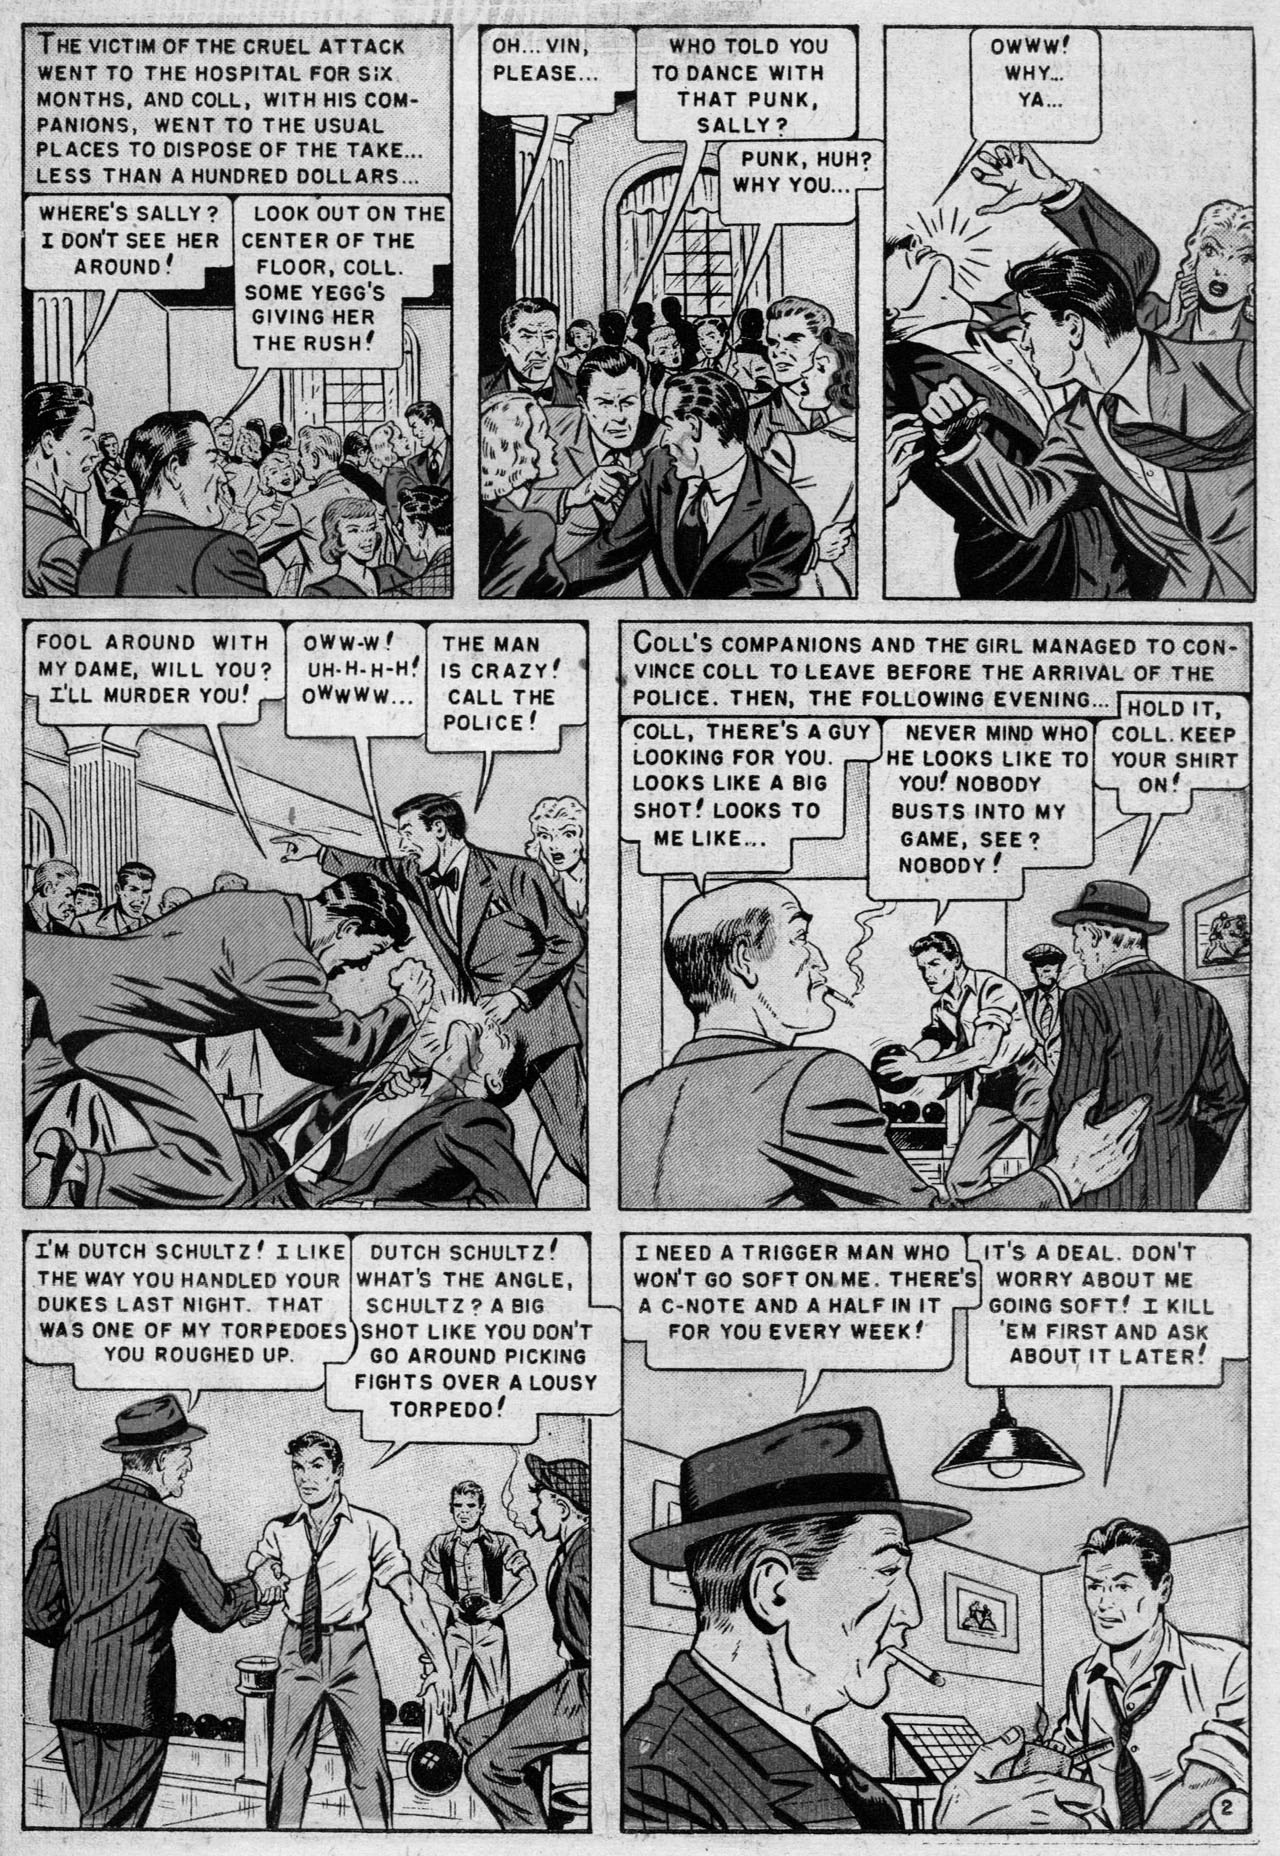 THE VICTIM OF THE CRUEL ATTACK
WENT TO THE HOSPITAL FOR SIX
MONTHS, AND COLL, WITH HIS COM-
PANIONS, WENT TO THE USUAL
PLACES TO DISPOSE OF THE TAKE...
LESS THAN A HUNDRED DOLLARS...
WHERE'S SALLY?
I DON'T SEE HER
AROUND!
LOOK OUT ON THE
CENTER OF THE
FLOOR, COLL.
SOME YEGG'S
GIVING HER
THE RUSH!
OH... VIN,
PLEASE...
WHO TOLD YOU
TO DANCE WITH
THAT PUNK,
SALLY?
PUNK, HUH?
WHY YOU...
OWWW!
WHY...
YA...
FOOL AROUND WITH
MY DAME, WILL YOU?
I'LL MURDER YOU!
OWW-W!
UH-H-H-H!
OWWWW...
THE MAN
IS CRAZY!
CALL THE
POLICE!
COLL'S COMPANIONS AND THE GIRL MANAGED TO CON-
VINCE COLL TO LEAVE BEFORE THE ARRIVAL OF THE
POLICE. THEN, THE FOLLOWING EVENING...
COLL, THERE'S A GUY
LOOKING FOR YOU.
LOOKS LIKE A BIG
SHOT! LOOKS TO
ME LIKE...
NEVER MIND WHO
HE LOOKS LIKE TO
YOU! NOBODY
BUSTS INTO MY
GAME, SEE?
NOBODY!
HOLD IT,
COLL. KEEP
YOUR SHIRT
ON!
I'M DUTCH SCHULTZ! I LIKE
THE WAY YOU HANDLED YOUR
DUKES LAST NIGHT. THAT
WAS ONE OF MY TORPEDOES
YOU ROUGHED UP.
DUTCH SCHULTZ!
WHAT'S THE ANGLE,
SCHULTZ? A BIG
SHOT LIKE YOU DON'T
GO AROUND PICKING
FIGHTS OVER A LOUSY
TORPEDO!
I NEED A TRIGGER MAN WHO
WON'T GO SOFT ON ME. THERE'S
A C-NOTE AND A HALF IN IT
FOR YOU EVERY WEEK!
IT'S A DEAL. DON'T
WORRY ABOUT ME
GOING SOFT! I KILL
'EM FIRST AND ASK
ABOUT IT LATER!
2